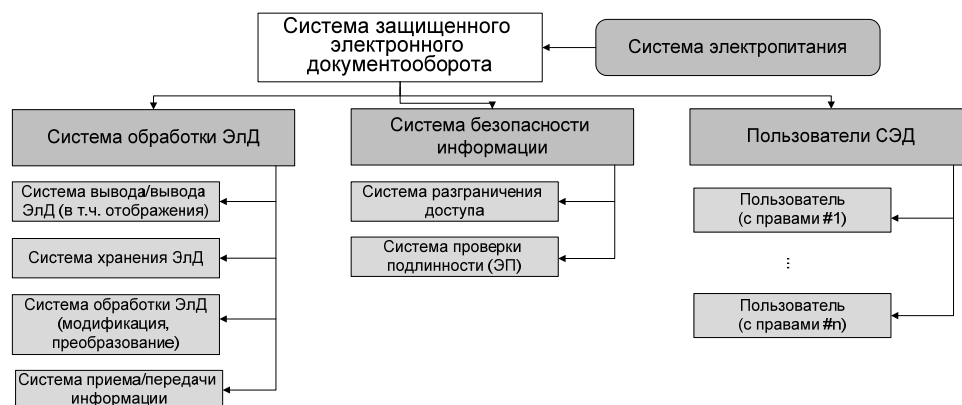 Система защищенного
электронного
документооборота
Система электропитания
Система обработки ЭлД
Система безопасности
информации
Пользователи СЭД
Система вывода/вывода
ЭлД (в т.ч. отображения)
Система хранения ЭлД
Система обработки ЭлД
(модификация,
преобразование)
Система приема/передачи
информации
Система разграничения
доступа
Система проверки
подлинности (ЭП)
Пользователь
(с правами #1)
...
Пользователь
(с правами #n)